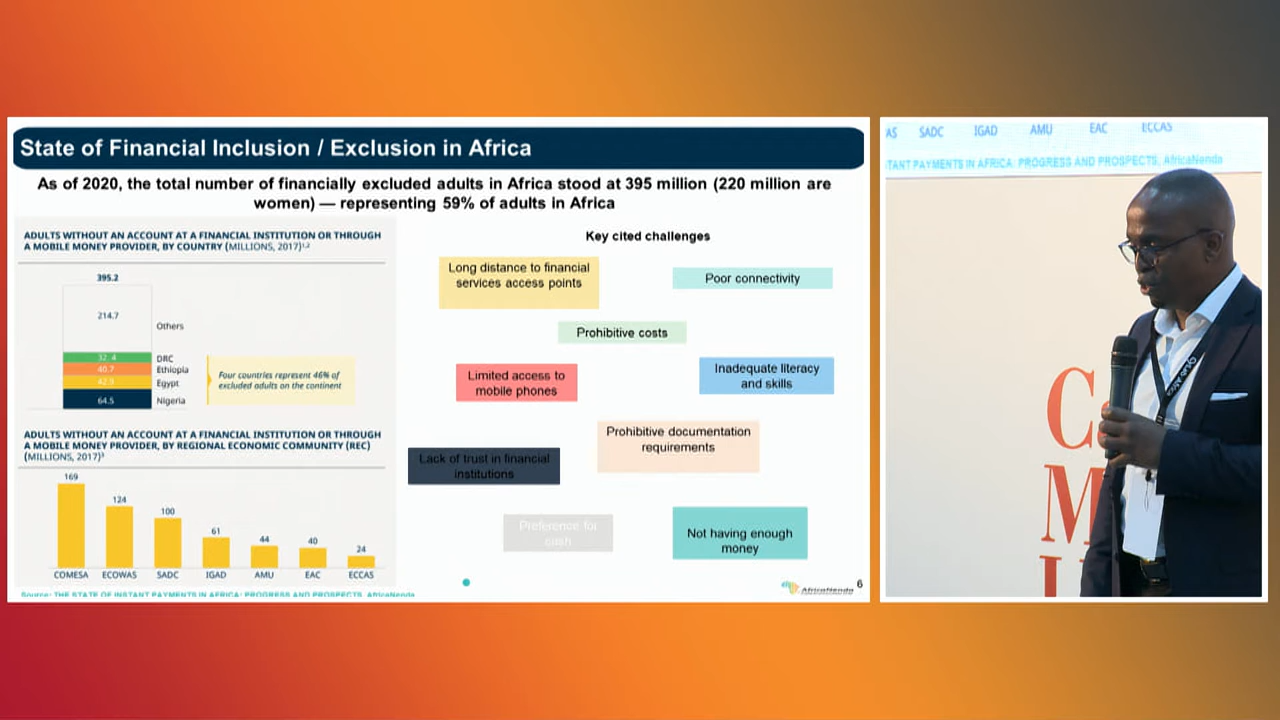 State of Financial Inclusion / Exclusion in Africa
As of 2020, the total number of financially excluded adults in Africa stood at 395 million (220 million are
women) — representing 59% of adults in Africa
ADULTS WITHOUT AN ACCOUNT AT A FINANCIAL INSTITUTION OR THROUGH
A MOBILE MONEY PROVIDER, BY COUNTRY (MILLIONS, 2017)¹,²
395.2
214.7
Others
32.4
DRC
40.7
Ethiopia
42.9
Egypt
64.5
Nigeria
Four countries represent 46% of
excluded adults on the continent
ADULTS WITHOUT AN ACCOUNT AT A FINANCIAL INSTITUTION OR THROUGH
A MOBILE MONEY PROVIDER, BY REGIONAL ECONOMIC COMMUNITY (REC)
(MILLIONS, 2017)³
169
124
100
61
44
40
24
COMESA ECOWAS SADC IGAD AMU EAC ECCAS
Source: THE STATE OF INSTANT PAYMENTS IN AFRICA: PROGRESS AND PROSPECTS, AfricaNenda
Key cited challenges
Long distance to financial
services access points
Poor connectivity
Prohibitive costs
Limited access to
mobile phones
Inadequate literacy
and skills
Prohibitive documentation
requirements
Lack of trust in financial
institutions
Preference for
cash
Not having enough
money
AfricaNenda
6
AS SADC IGAD AMU EAC ECCAS
TANT PAYMENTS IN AFRICA: PROGRESS AND PROSPECTS, AfricaNenda
C
M